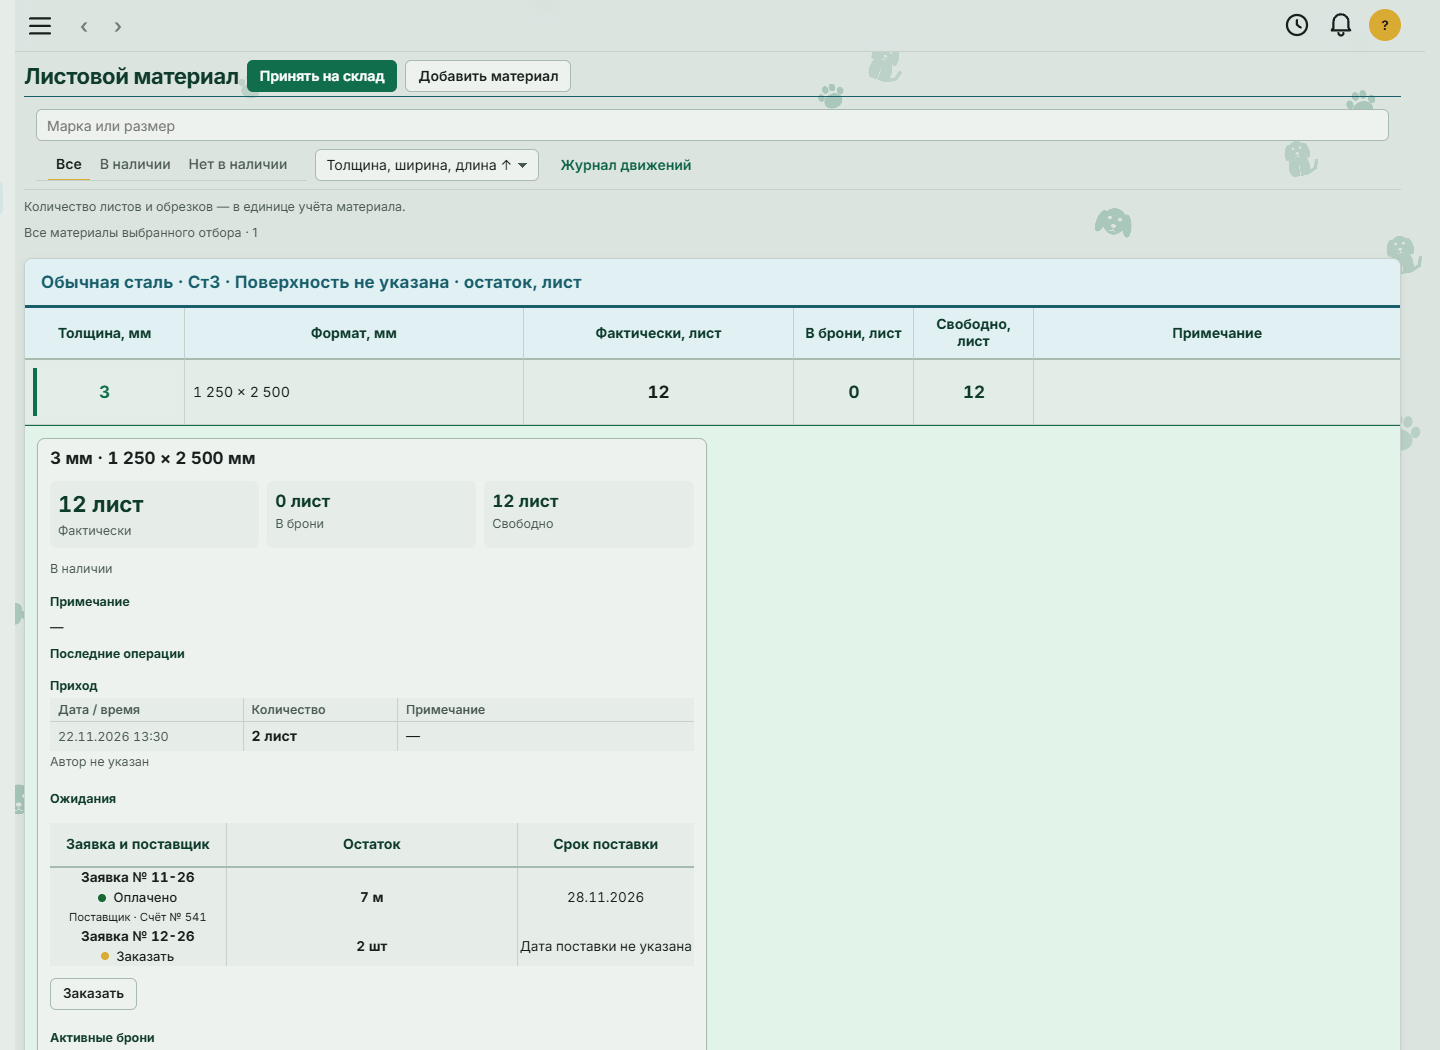 ?
Листовой материал
Принять на склад
Добавить материал
Марка или размер
Все
В наличии
Нет в наличии
Толщина, ширина, длина ↑
Журнал движений
Количество листов и обрезков — в единице учёта материала.
Все материалы выбранного отбора · 1
Обычная сталь · Ст3 · Поверхность не указана · остаток, лист
Толщина, мм
Формат, мм
Фактически, лист
В брони, лист
Свободно,
лист
Примечание
3
1 250 × 2 500
12
0
12
3 мм · 1 250 × 2 500 мм
12 лист
Фактически
0 лист
В брони
12 лист
Свободно
В наличии
Примечание
—
Последние операции
Приход
Дата / время
Количество
Примечание
22.11.2026 13:30
2 лист
—
Автор не указан
Ожидания
Заявка и поставщик
Остаток
Срок поставки
Заявка № 11-26
Оплачено
Поставщик · Счёт № 541
7 м
28.11.2026
Заявка № 12-26
Заказать
2 шт
Дата поставки не указана
Заказать
Активные брони